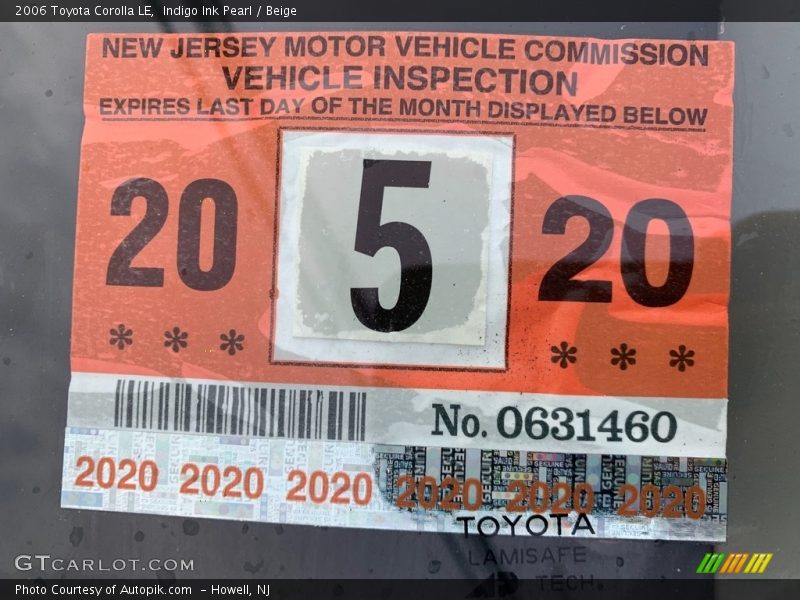 2006 Toyota Corolla LE, Indigo Ink Pearl / Beige
NEW JERSEY MOTOR VEHICLE COMMISSION
VEHICLE INSPECTION
EXPIRES LAST DAY OF THE MONTH DISPLAYED BELOW
20 5 20
* * * * * *
No. 0631460
2020 2020 2020 2020 2020 2020
TOYOTA
LAMISAFE
TECH.
GTCARLOT.COM
Photo Courtesy of Autopik.com - Howell, NJ